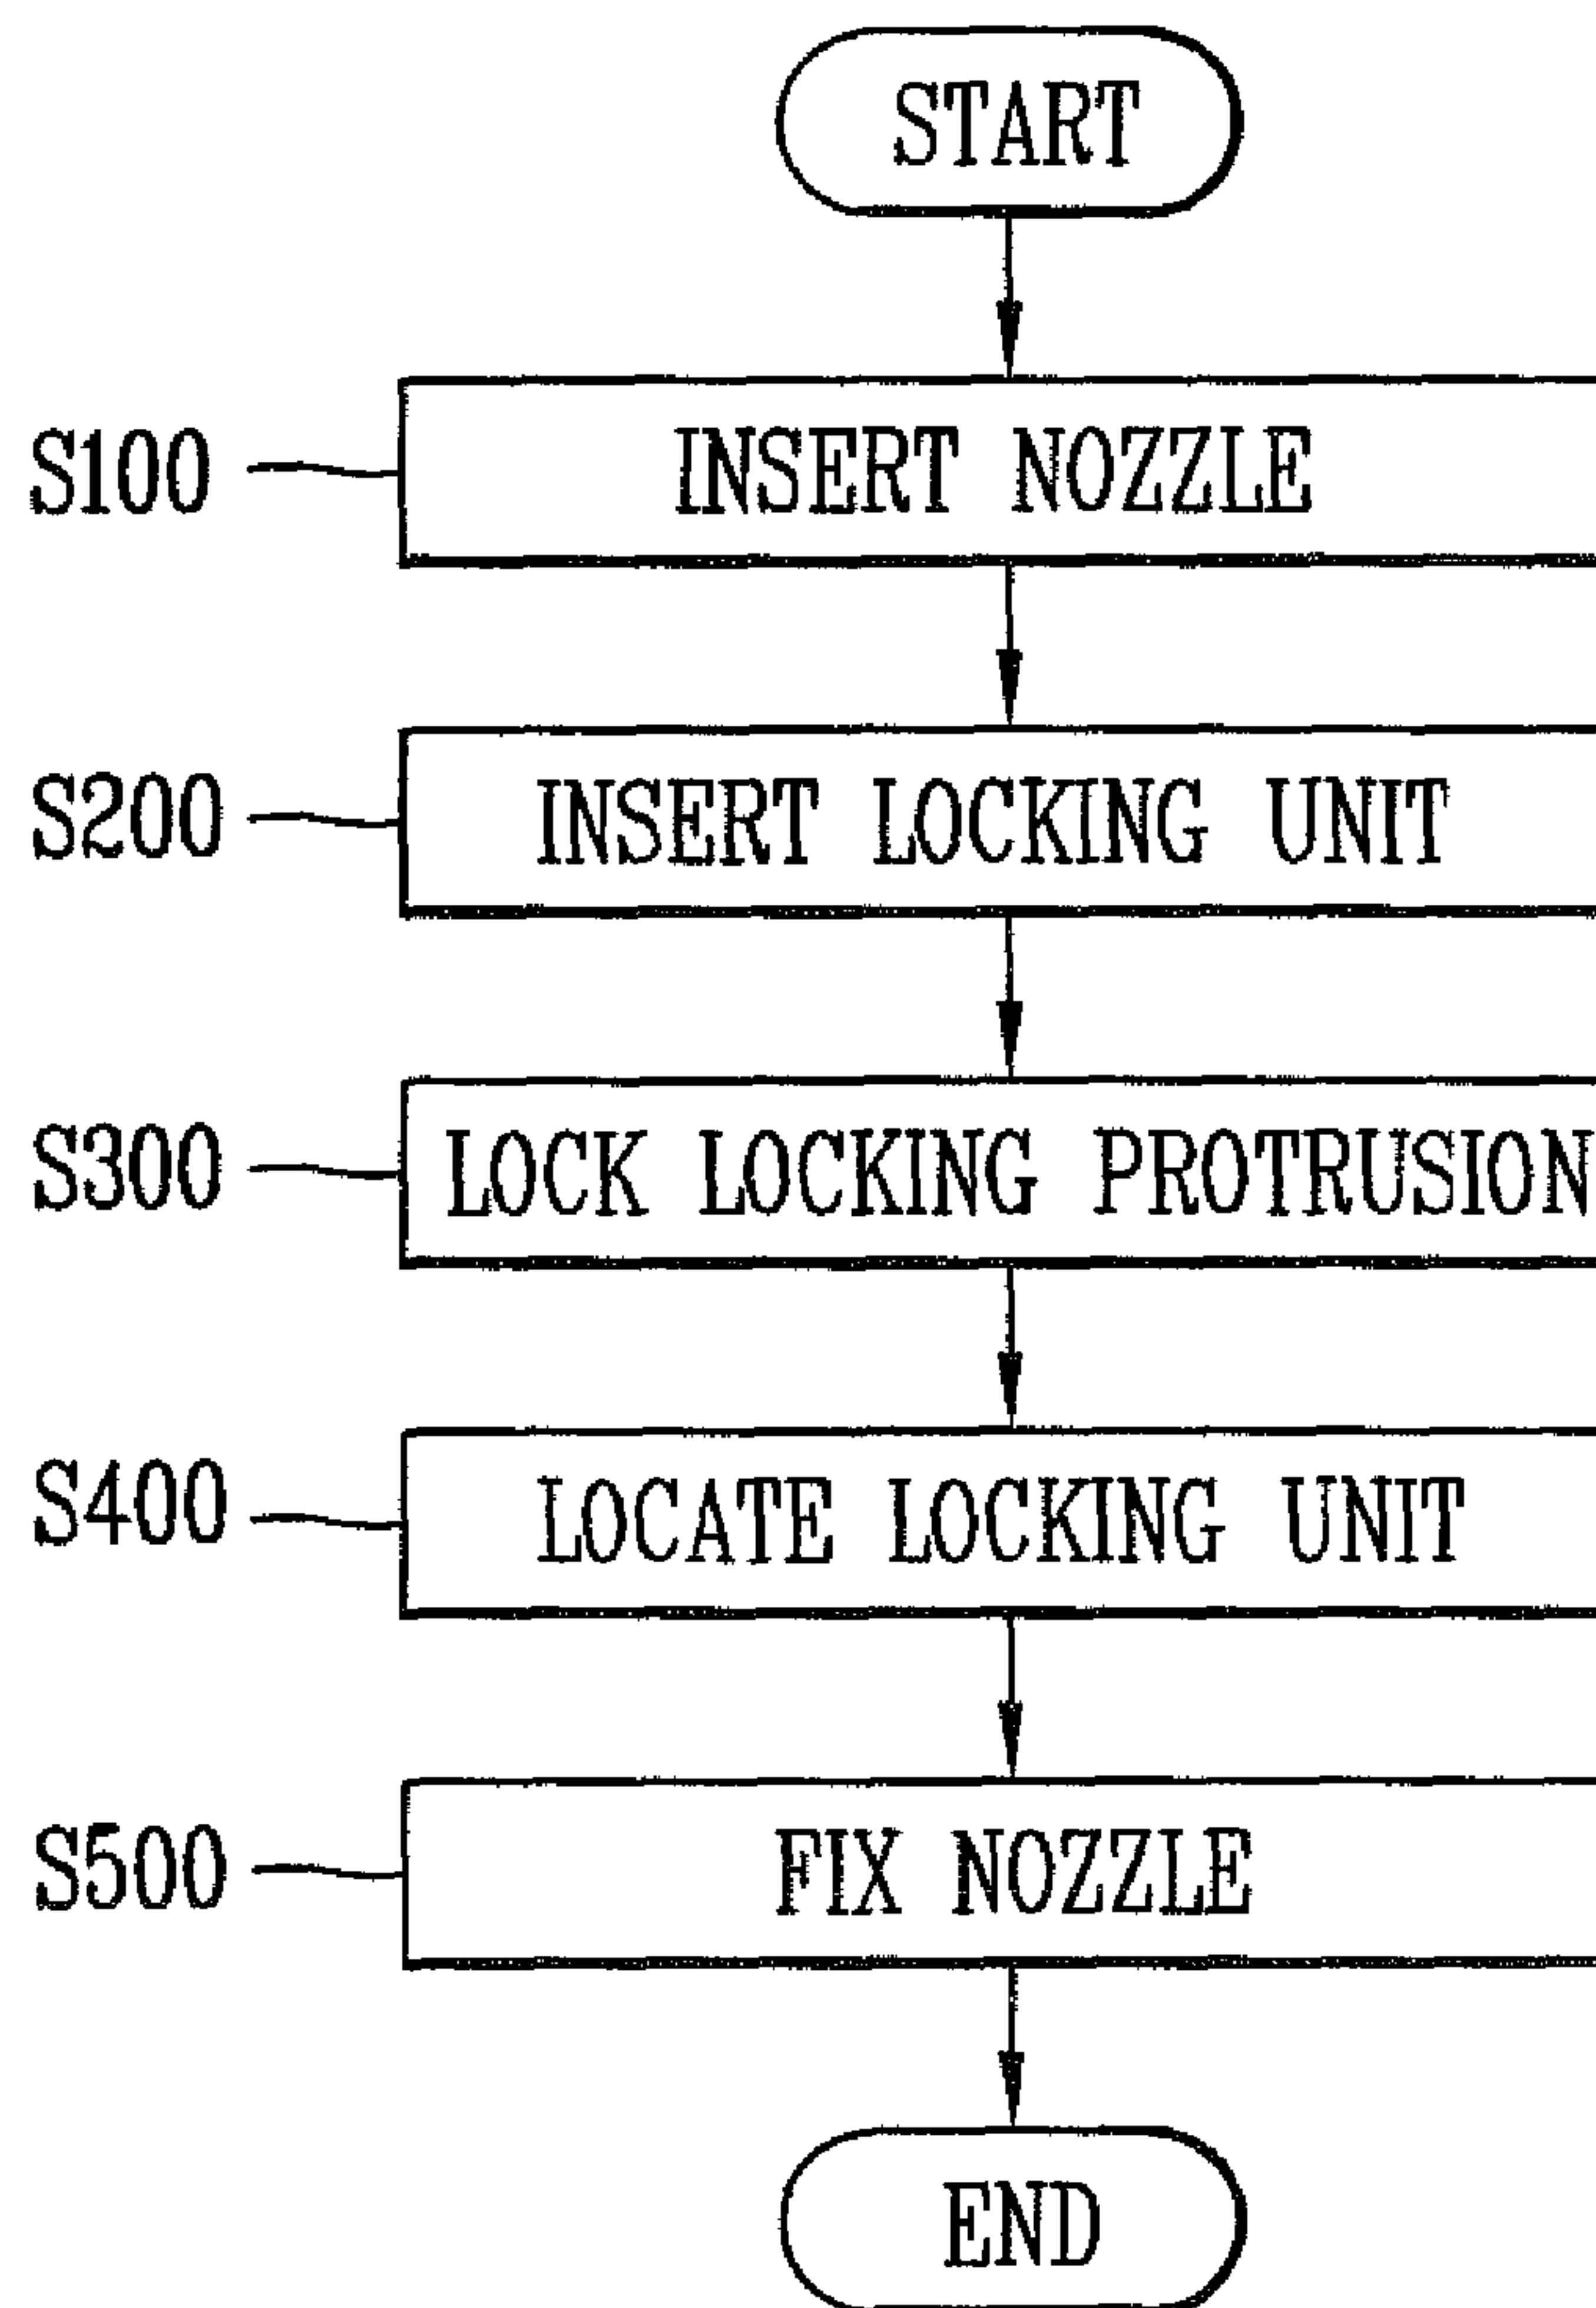 START
S100 INSERT NOZZLE
S200 INSERT LOCKING UNIT
S300 LOCK LOCKING PROTRUSION
S400 LOCATE LOCKING UNIT
S500 FIX NOZZLE
END